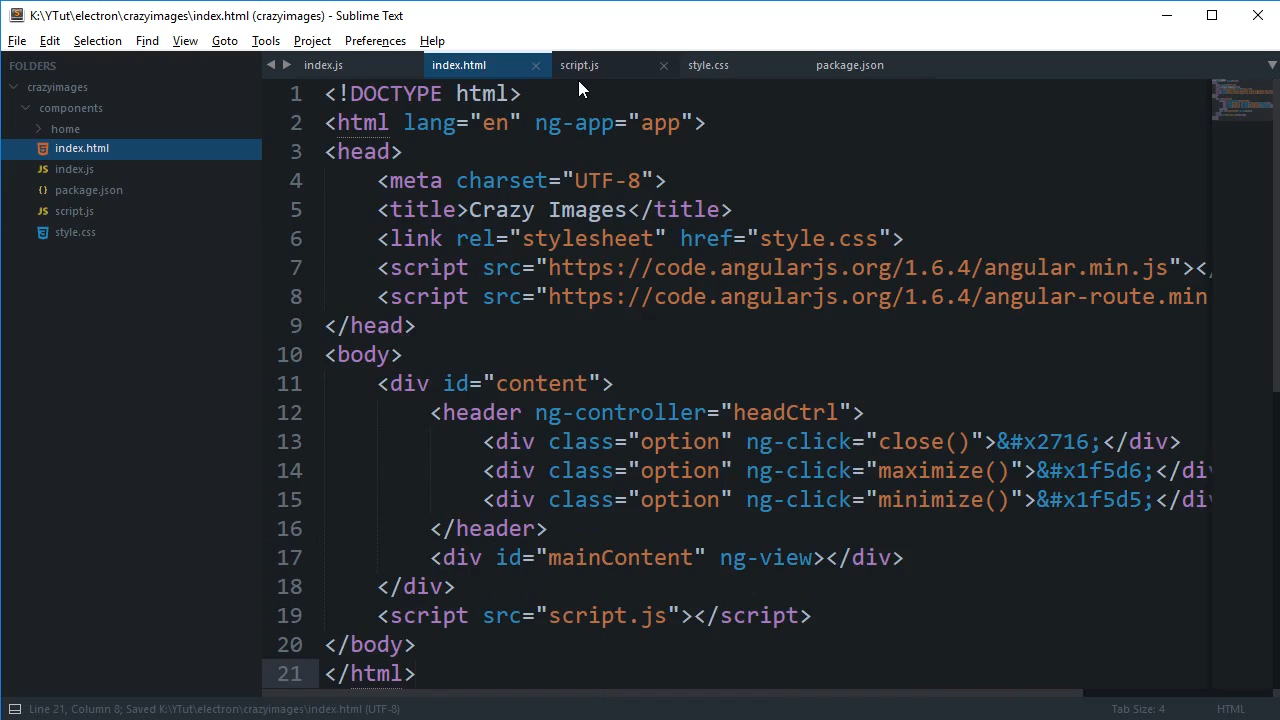 K:\YTut\electron\crazyimages\index.html (crazyimages) - Sublime Text
File Edit Selection Find View Goto Tools Project Preferences Help
FOLDERS
crazyimages
components
home
index.html
index.js
package.json
script.js
style.css
index.js index.html script.js style.css package.json
1 <!DOCTYPE html>
2 <html lang="en" ng-app="app">
3 <head>
4 <meta charset="UTF-8">
5 <title>Crazy Images</title>
6 <link rel="stylesheet" href="style.css">
7 <script src="https://code.angularjs.org/1.6.4/angular.min.js"></
8 <script src="https://code.angularjs.org/1.6.4/angular-route.min
9 </head>
10 <body>
11 <div id="content">
12 <header ng-controller="headCtrl">
13 <div class="option" ng-click="close()">&#x2716;</div>
14 <div class="option" ng-click="maximize()">&#x1f5d6;</div
15 <div class="option" ng-click="minimize()">&#x1f5d5;</div
16 </header>
17 <div id="mainContent" ng-view></div>
18 </div>
19 <script src="script.js"></script>
20 </body>
21 </html>
Line 21, Column 8; Saved K:\YTut\electron\crazyimages\index.html (UTF-8) Tab Size: 4 HTML